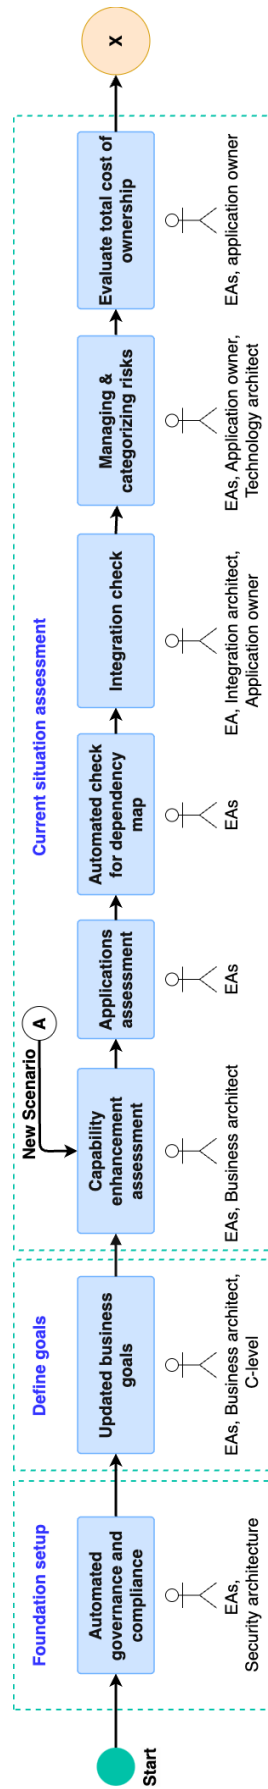 Start
Foundation setup
Automated
governance and
compliance
EAs,
Security architecture
Define goals
Updated business
goals
EAs, Business architect,
C-level
Current situation assessment
New Scenario
A
Capability
enhancement
assessment
EAs, Business architect
Applications
assessment
EAs
Automated check
for dependency
map
EAs
Integration check
EA, Integration architect,
Application owner
Managing &
categorizing risks
EAs, Application owner,
Technology architect
Evaluate total cost of
ownership
EAs, application owner
X